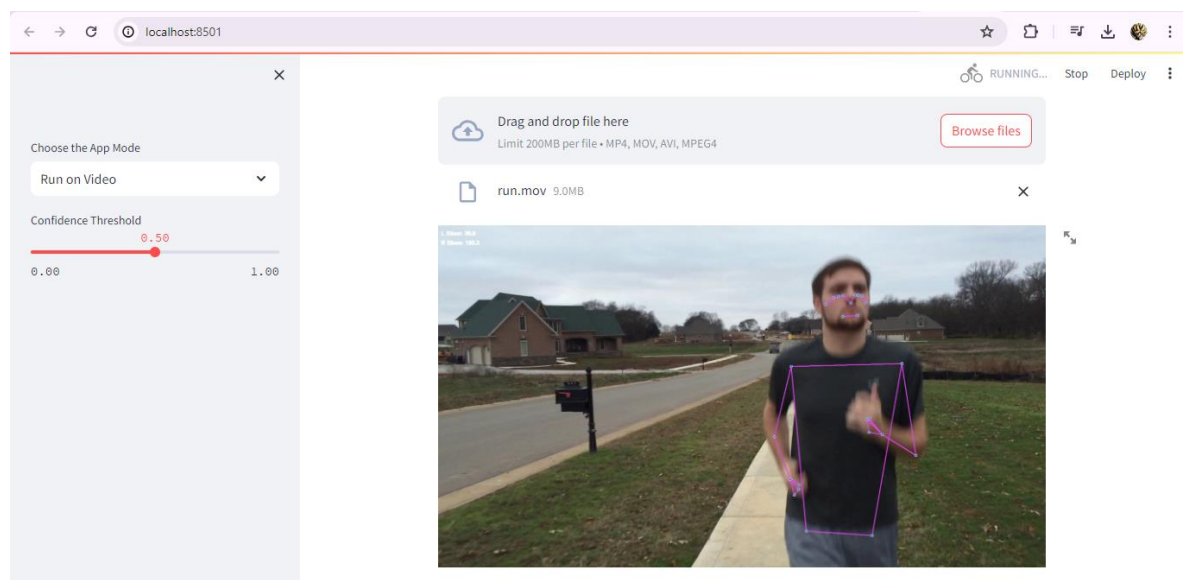 localhost:8501
RUNNING...
Stop
Deploy
Choose the App Mode
Run on Video
Confidence Threshold
0.50
0.00
1.00
Drag and drop file here
Limit 200MB per file • MP4, MOV, AVI, MPEG4
Browse files
run.mov 9.0MB